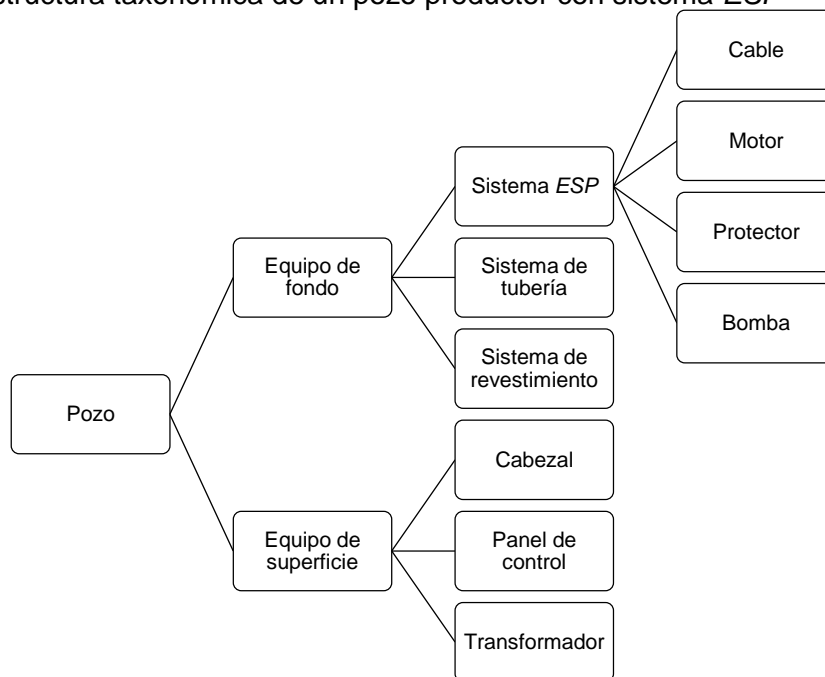 structura taxonómica de un pozo productor con sistema ESP
Cable
Motor
Sistema ESP
Protector
Equipo de
fondo
Sistema de
tubería
Bomba
Sistema de
revestimiento
Pozo
Cabezal
Equipo de
superficie
Panel de
control
Transformador